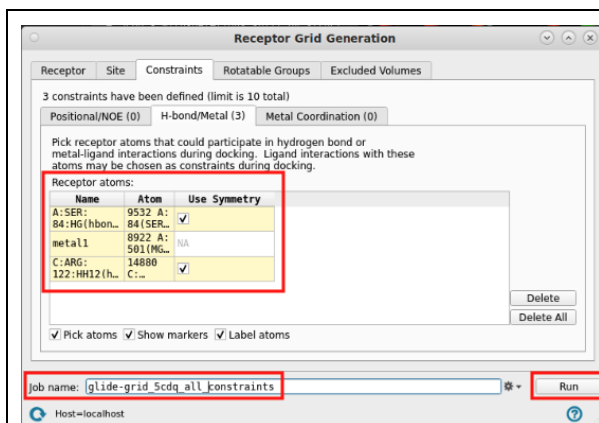 Receptor Grid Generation
Receptor Site Constraints Rotatable Groups Excluded Volumes
3 constraints have been defined (limit is 10 total)
Positional/NOE (0) H-bond/Metal (3) Metal Coordination (0)
Pick receptor atoms that could participate in hydrogen bond or
metal-ligand interactions during docking. Ligand interactions with these
atoms may be chosen as constraints during docking.
Receptor atoms:
Name Atom Use Symmetry
A:SER: 9532 A:
84:HG(hbon... 84(SER...
metal1 8922 A: NA
501(MG...
C:ARG: 14880
122:HH12(h... C:...
Delete
Delete All
Pick atoms Show markers Label atoms
Job name: glide-grid_5cdq_all_constraints Run
Host=localhost
?